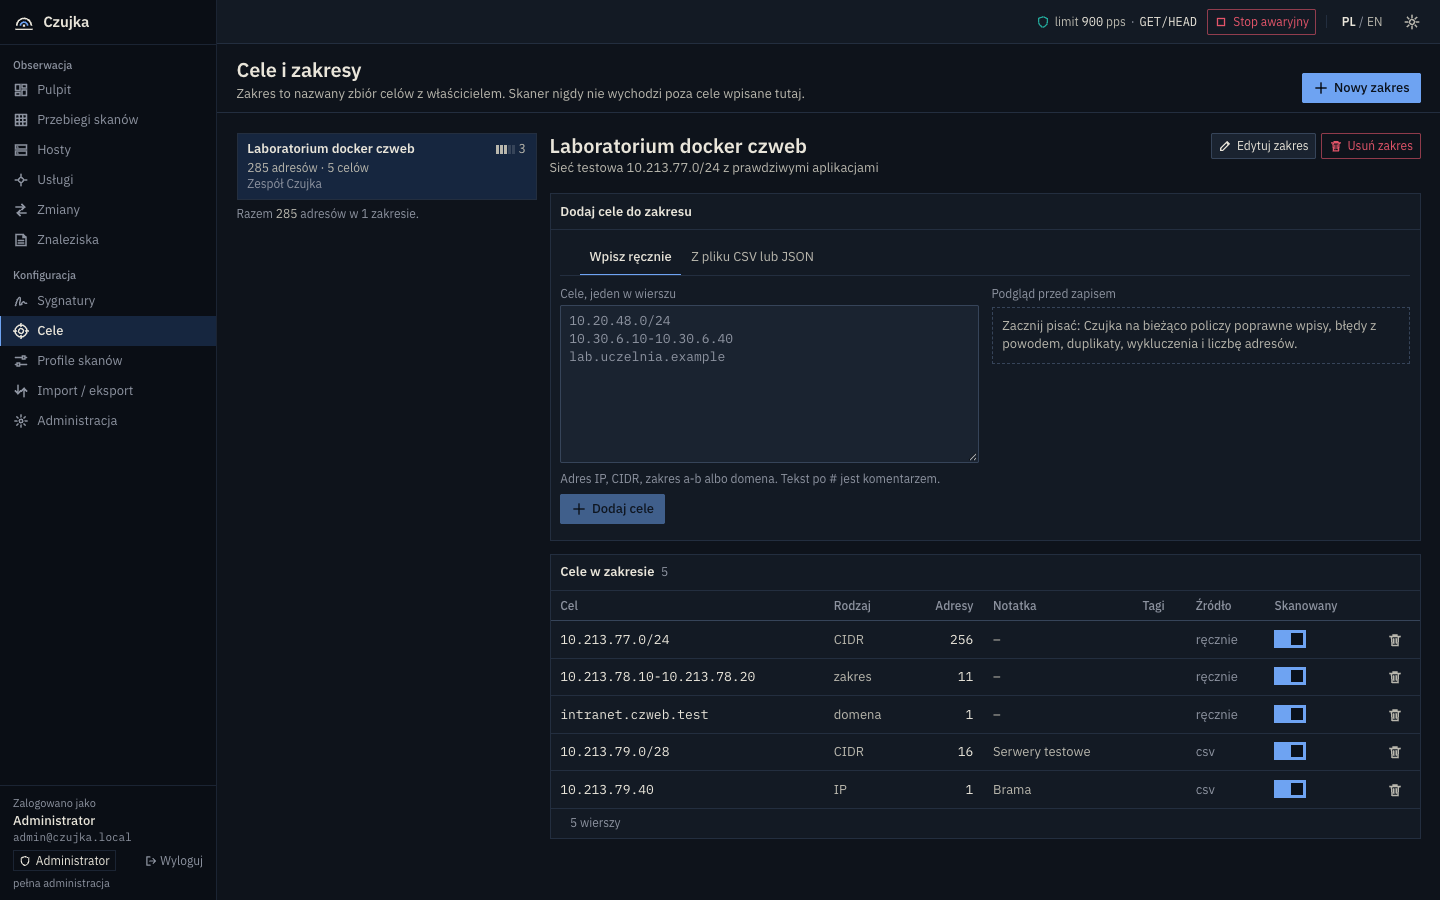 Czujka
limit 900 pps · GET/HEAD
Stop awaryjny
PL / EN
Obserwacja
Pulpit
Przebiegi skanów
Hosty
Usługi
Zmiany
Znaleziska
Konfiguracja
Sygnatury
Cele
Profile skanów
Import / eksport
Administracja
Zalogowano jako
Administrator
admin@czujka.local
Administrator
Wyloguj
pełna administracja
Cele i zakresy
Zakres to nazwany zbiór celów z właścicielem. Skaner nigdy nie wychodzi poza cele wpisane tutaj.
Nowy zakres
Laboratorium docker czweb 3
285 adresów · 5 celów
Zespół Czujka
Razem 285 adresów w 1 zakresie.
Laboratorium docker czweb
Sieć testowa 10.213.77.0/24 z prawdziwymi aplikacjami
Edytuj zakres
Usuń zakres
Dodaj cele do zakresu
Wpisz ręcznie
Z pliku CSV lub JSON
Cele, jeden w wierszu
10.20.48.0/24
10.30.6.10-10.30.6.40
lab.uczelnia.example
Adres IP, CIDR, zakres a-b albo domena. Tekst po # jest komentarzem.
Dodaj cele
Podgląd przed zapisem
Zacznij pisać: Czujka na bieżąco policzy poprawne wpisy, błędy z
powodem, duplikaty, wykluczenia i liczbę adresów.
Cele w zakresie 5
Cel Rodzaj Adresy Notatka Tagi Źródło Skanowany
10.213.77.0/24 CIDR 256 – ręcznie
10.213.78.10-10.213.78.20 zakres 11 – ręcznie
intranet.czweb.test domena 1 – ręcznie
10.213.79.0/28 CIDR 16 Serwery testowe csv
10.213.79.40 IP 1 Brama csv
5 wierszy